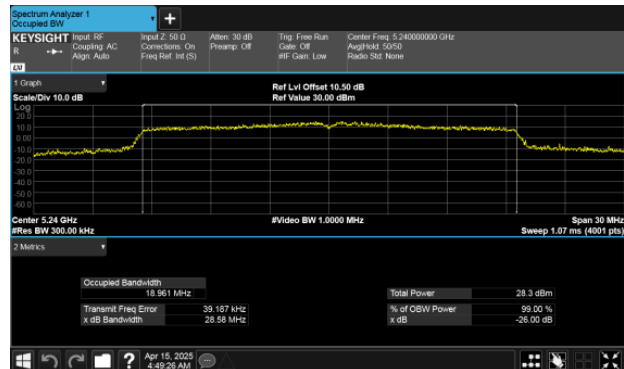 Spectrum Analyzer 1
Occupied BW
KEYSIGHT Input: RF Input Z: 50 Ω Atten: 30 dB Trig: Free Run Center Freq: 5.240000000 GHz
R Coupling: AC Corrections: On Preamp: Off Gate: Off Avg|Hold: 50/50
Align: Auto Freq Ref: Int (S) #IF Gain: Low Radio Std: None
LXI
1 Graph
Ref Lvl Offset 10.50 dB
Scale/Div 10.0 dB Ref Value 30.00 dBm
Log
20.0
10.0
0.00
-10.0
-20.0
-30.0
-40.0
-50.0
-60.0
Center 5.24 GHz #Video BW 1.0000 MHz Span 30 MHz
#Res BW 300.00 kHz Sweep 1.07 ms (4001 pts)
2 Metrics
Occupied Bandwidth
18.961 MHz Total Power 28.3 dBm
Transmit Freq Error 39.187 kHz % of OBW Power 99.00 %
x dB Bandwidth 28.58 MHz x dB -26.00 dB
?
Apr 15, 2025
4:49:26 AM